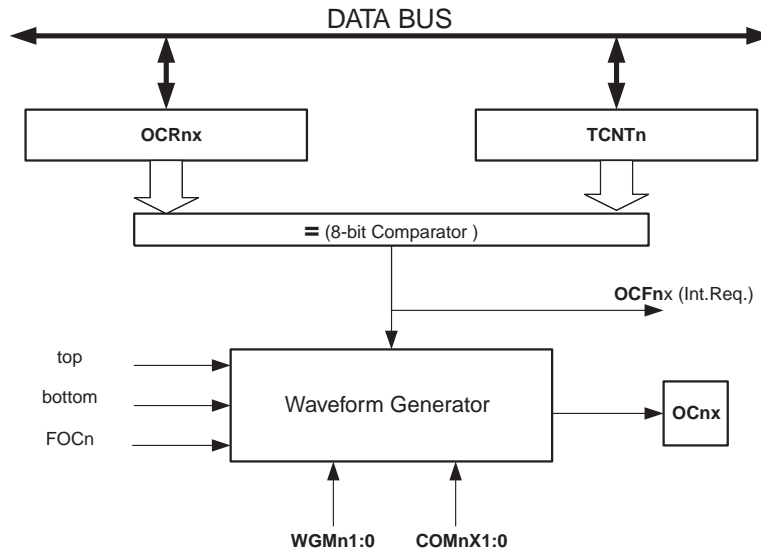 DATA BUS
OCRnx
TCNTn
= (8-bit Comparator )
OCFnx (Int.Req.)
top
bottom
FOCn
Waveform Generator
OCnx
WGMn1:0
COMnX1:0